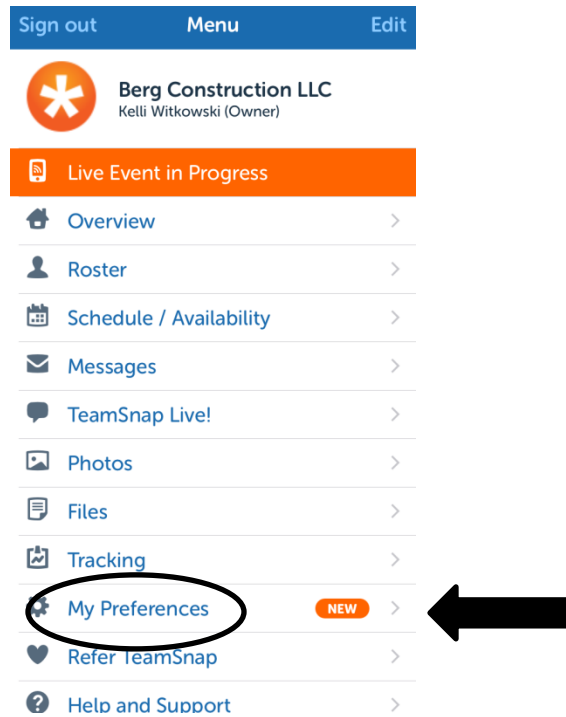 Sign out Menu Edit
Berg Construction LLC
Kelli Witkowski (Owner)
Live Event in Progress
Overview
Roster
Schedule / Availability
Messages
TeamSnap Live!
Photos
Files
Tracking
My Preferences NEW
Refer TeamSnap
Help and Support